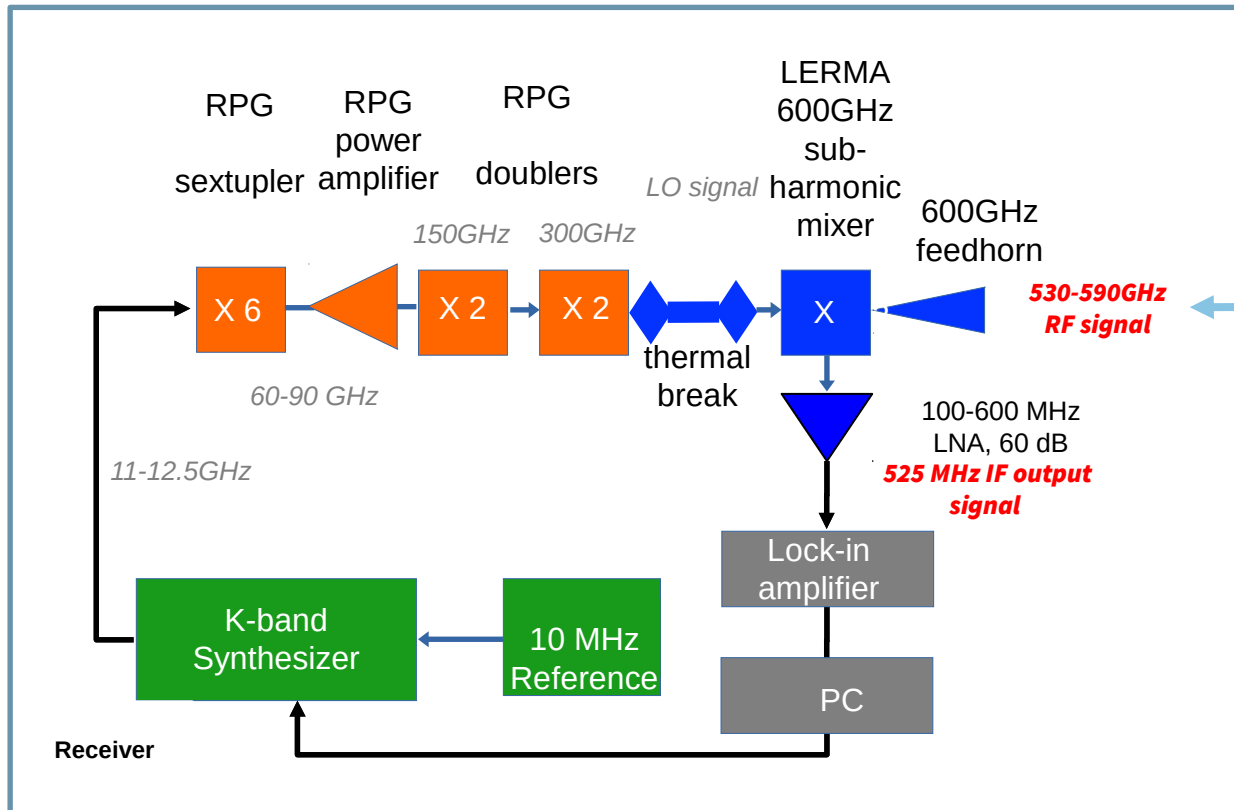 RPG
sextupler
RPG
power
amplifier
RPG
doublers
LO signal
LERMA
600GHz
sub-
harmonic
mixer
600GHz
feedhorn
150GHz
300GHz
530-590GHz
RF signal
X 6
X 2
X 2
X
thermal
break
60-90 GHz
11-12.5GHz
100-600 MHz
LNA, 60 dB
525 MHz IF output
signal
Lock-in
amplifier
K-band
Synthesizer
10 MHz
Reference
PC
Receiver